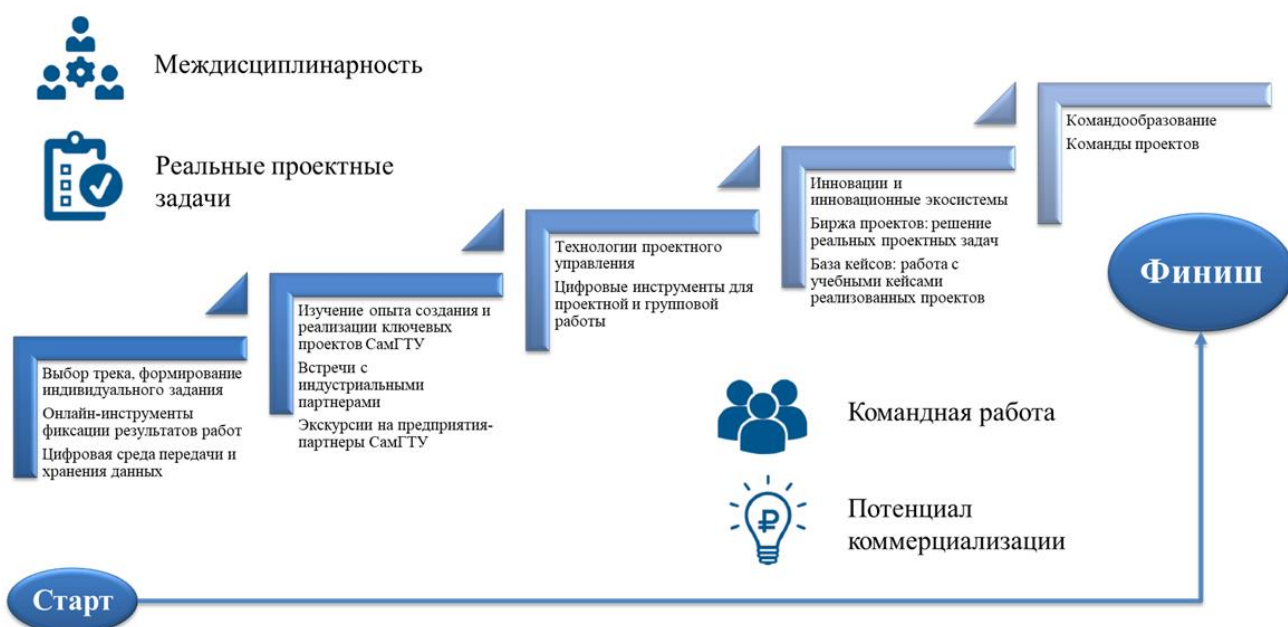 Междисциплинарность
Реальные проектные
задачи
Выбор трека, формирование
индивидуального задания
Онлайн-инструменты
фиксации результатов работ
Цифровая среда передачи и
хранения данных
Изучение опыта создания и
реализации ключевых
проектов СамГТУ
Встречи с
индустриальными
партнерами
Экскурсии на предприятия-
партнеры СамГТУ
Технологии проектного
управления
Цифровые инструменты для
проектной и групповой
работы
Инновации и
инновационные экосистемы
Биржа проектов: решение
реальных проектных задач
База кейсов: работа с
учебными кейсами
реализованных проектов
Командообразование
Команды проектов
Финиш
Командная работа
₽
Потенциал
коммерциализации
Старт